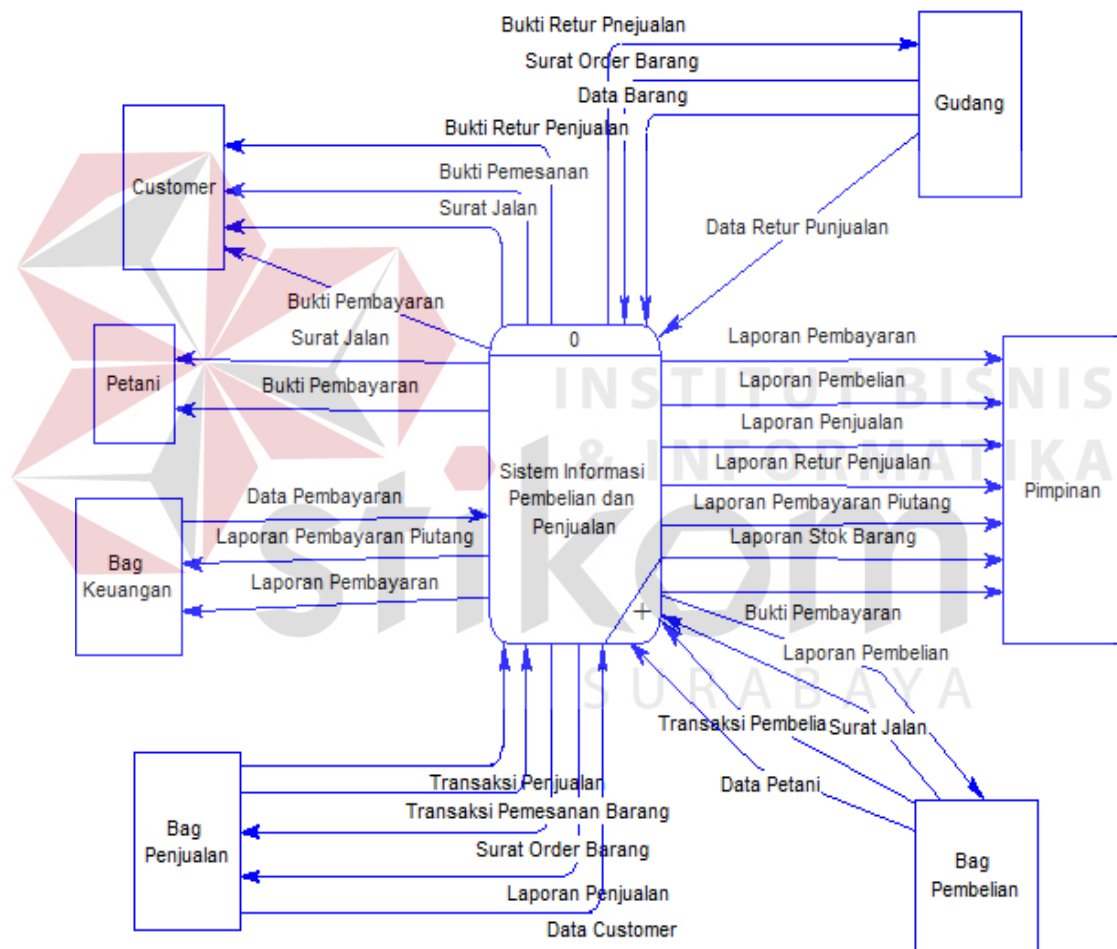 Bukti Retur Pnejualan
Surat Order Barang
Data Barang
Gudang
Data Retur Punjualan
Customer
Bukti Retur Penjualan
Bukti Pemesanan
Surat Jalan
Bukti Pembayaran
Petani
Surat Jalan
Bukti Pembayaran
Bag
Keuangan
Data Pembayaran
Laporan Pembayaran Piutang
Laporan Pembayaran
0
Sistem Informasi
Pembelian dan
Penjualan
Laporan Pembayaran
Laporan Pembelian
Laporan Penjualan
Laporan Retur Penjualan
Laporan Pembayaran Piutang
Laporan Stok Barang
Bukti Pembayaran
Pimpinan
Laporan Pembelian
Surat Jalan
Transaksi Pembelia
Data Petani
Bag
Pembelian
Bag
Penjualan
Transaksi Penjualan
Transaksi Pemesanan Barang
Surat Order Barang
Laporan Penjualan
Data Customer
INSTITUT BISNIS
& INFORMATIKA
stikom
SURABAYA